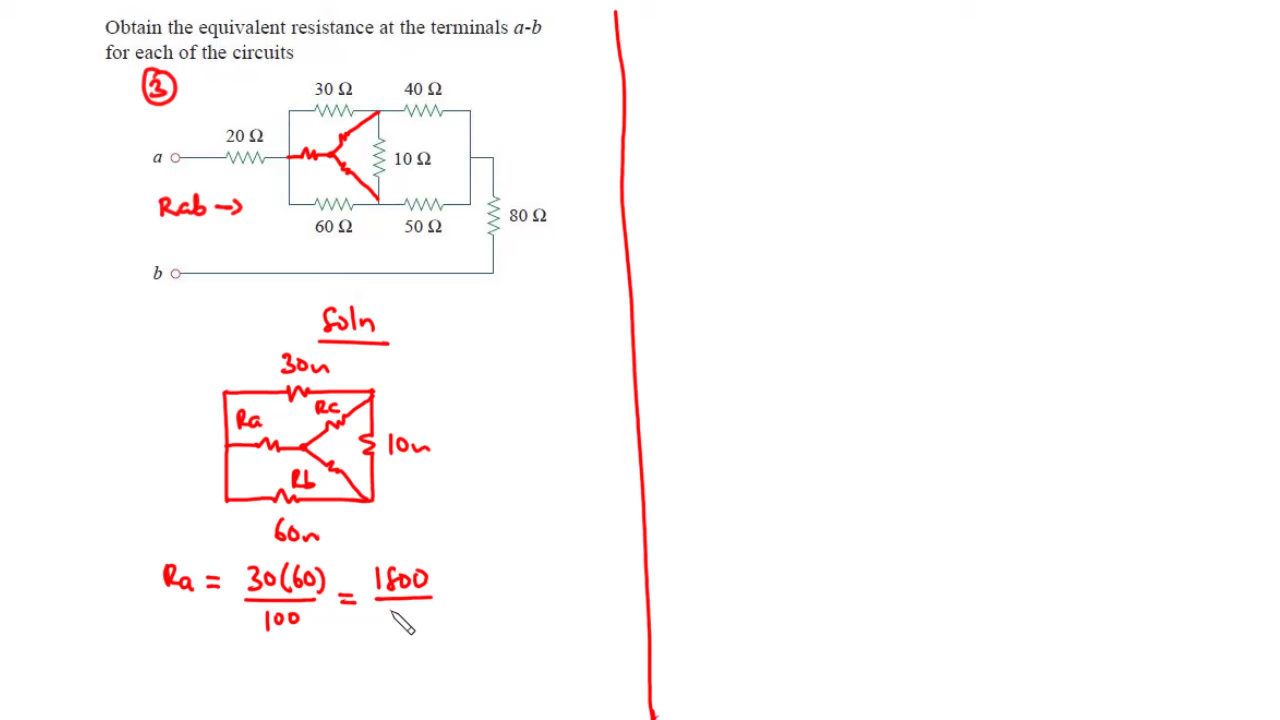 Obtain the equivalent resistance at the terminals a-b
for each of the circuits
3
30 Ω 40 Ω
20 Ω
a
10 Ω
Rab →
60 Ω 50 Ω
80 Ω
b
Soln
30Ω
Ra Rc
10Ω
Rb
60Ω
Ra = 30(60)/100 = 1800/